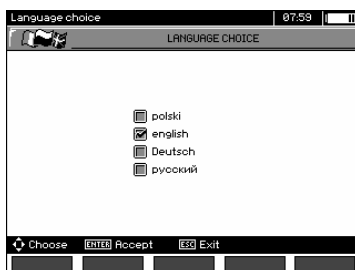 Language choice 07:59
LANGUAGE CHOICE
polski
english
Deutsch
русский
Choose ENTER Accept ESC Exit